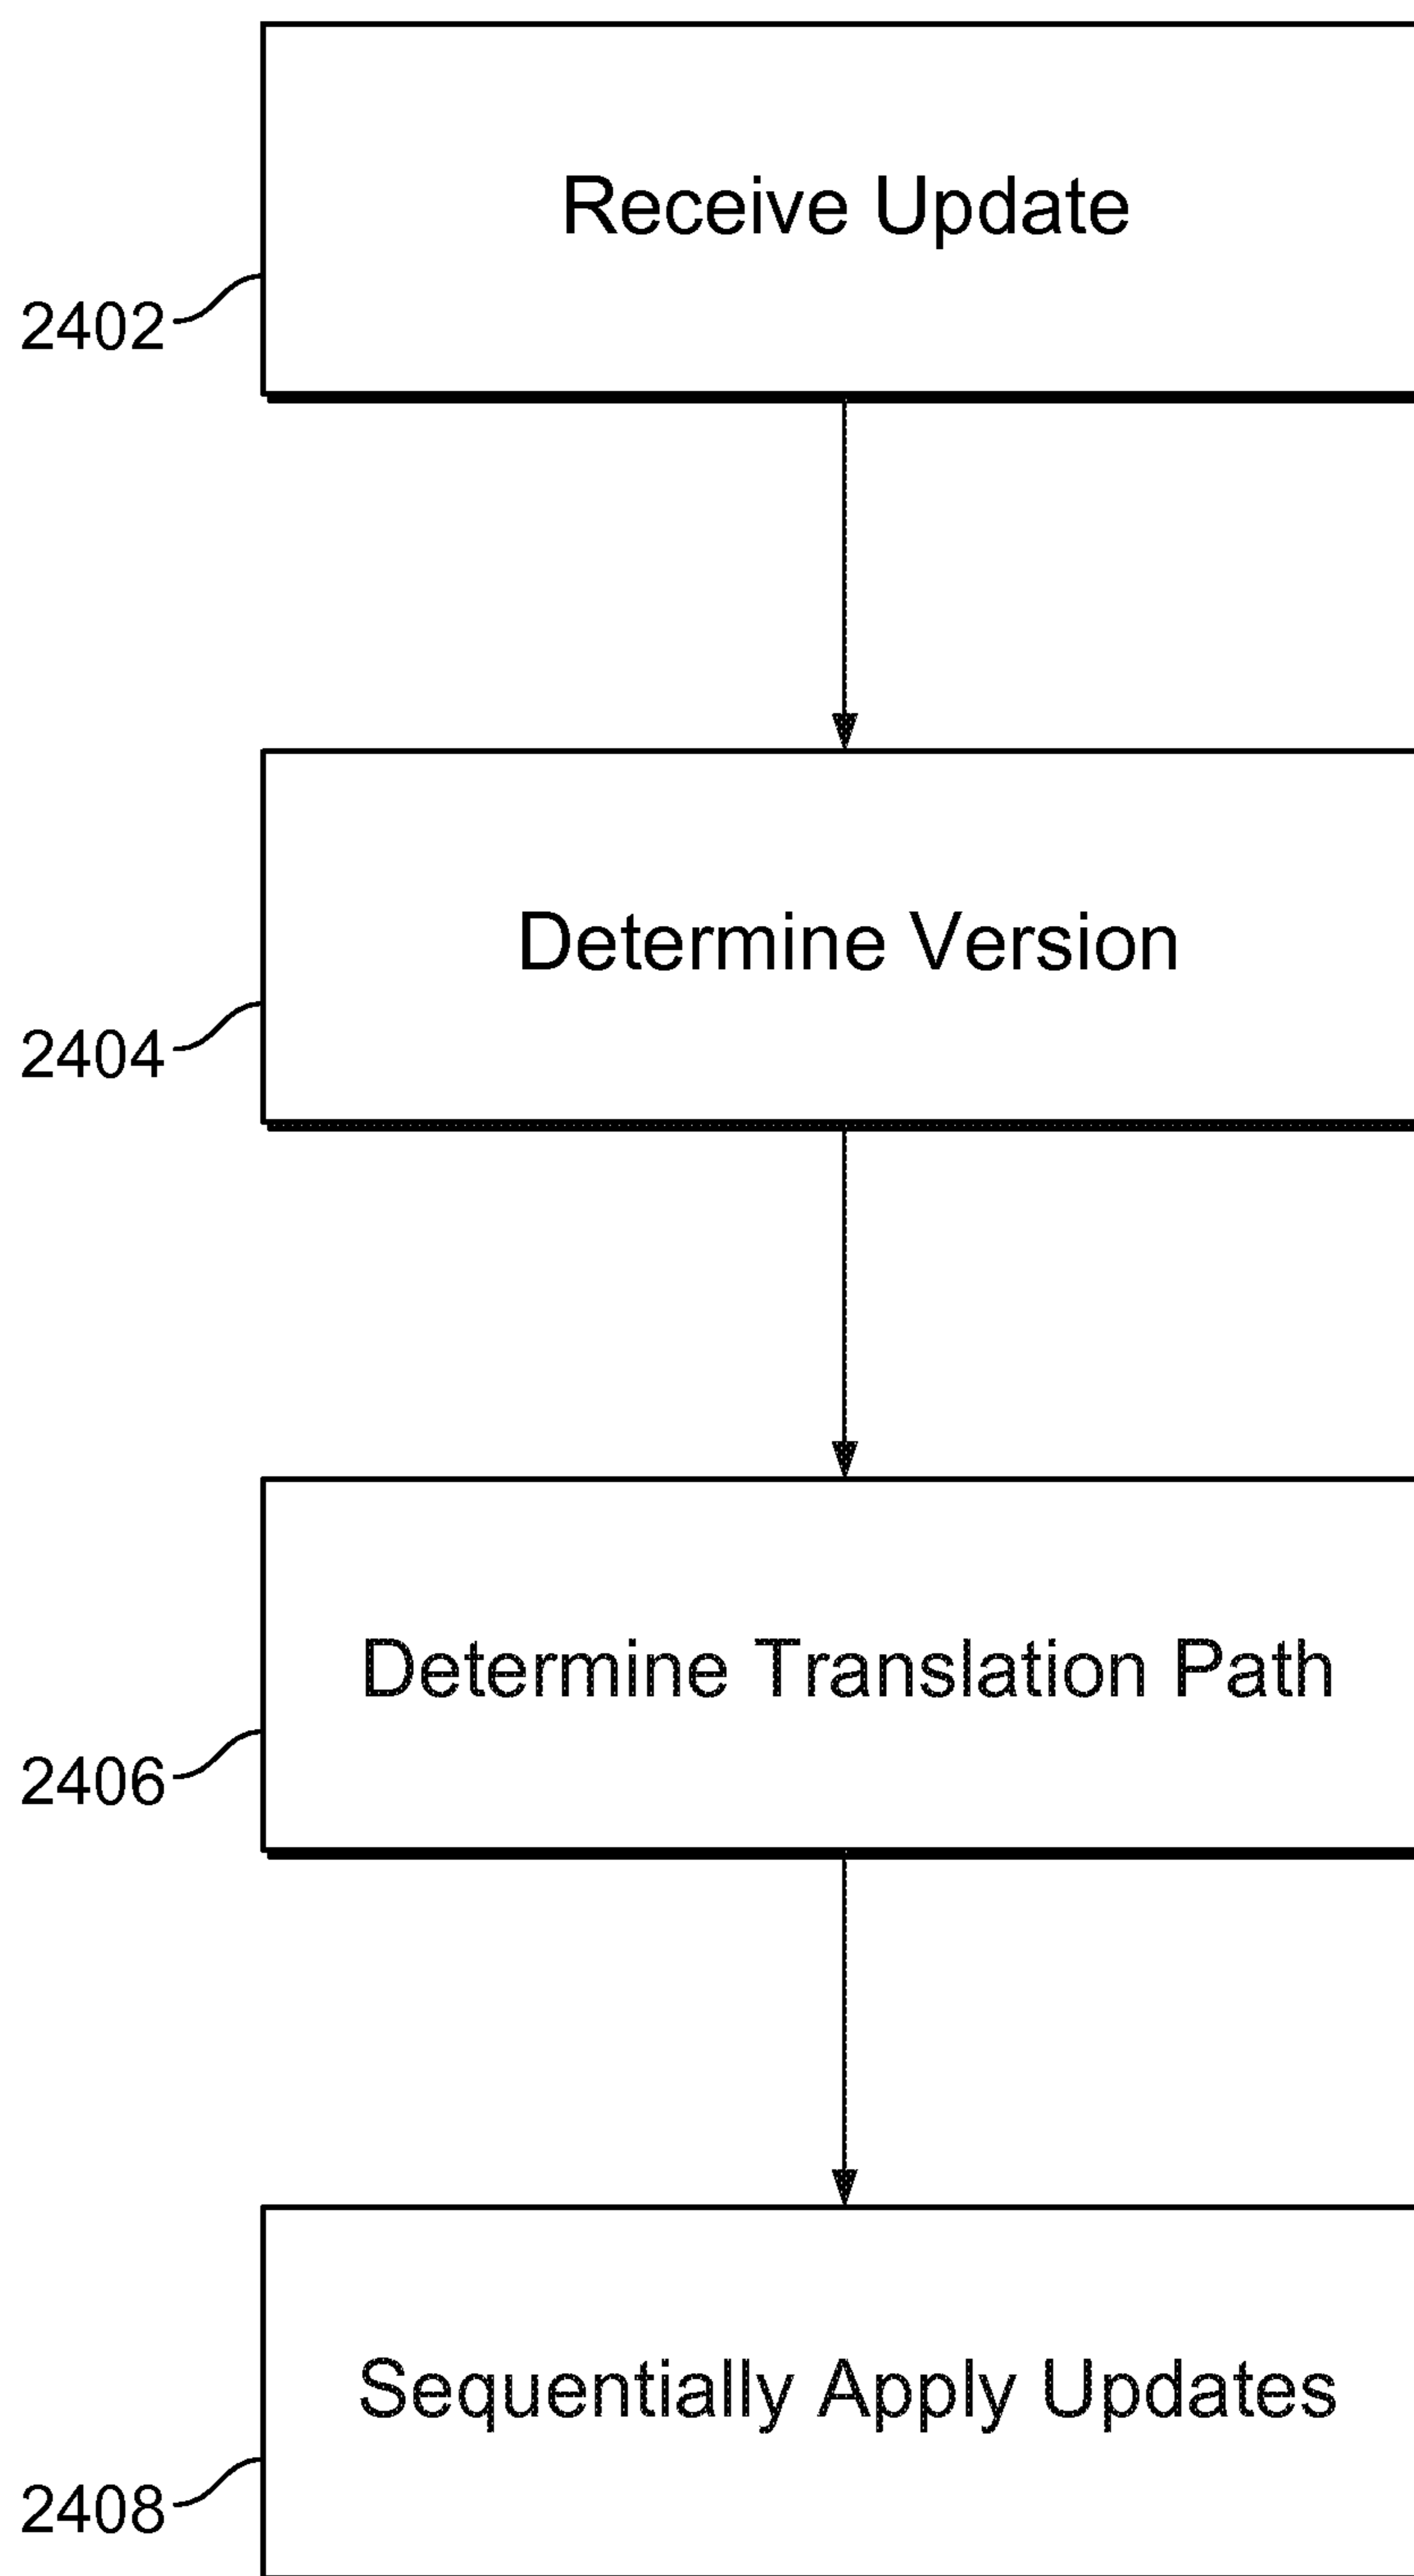 Receive Update
2402
Determine Version
2404
Determine Translation Path
2406
Sequentially Apply Updates
2408